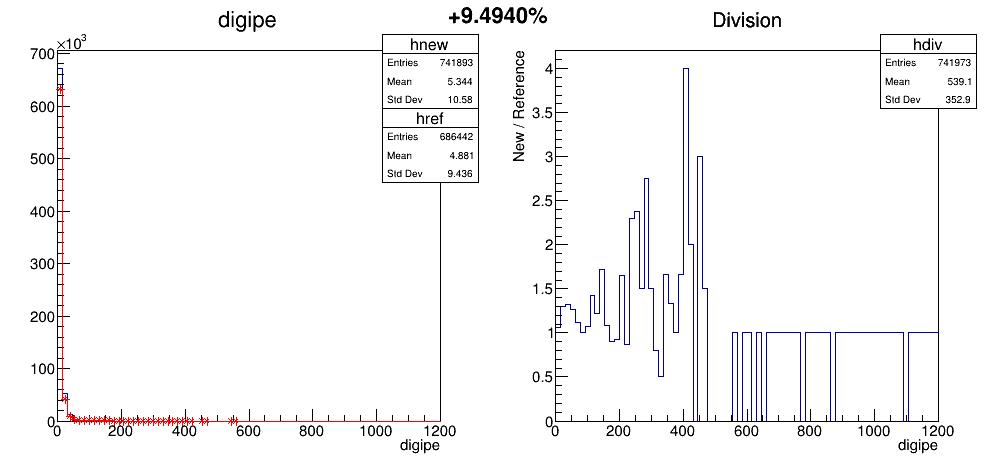 +9.4940%
digipe
×10³
700
600
500
400
300
200
100
0
0 200 400 600 800 1000 1200
digipe
hnew
Entries 741893
Mean 5.344
Std Dev 10.58
href
Entries 686442
Mean 4.881
Std Dev 9.436
Division
New / Reference
4
3.5
3
2.5
2
1.5
1
0.5
0
0 200 400 600 800 1000 1200
digipe
hdiv
Entries 741973
Mean 539.1
Std Dev 352.9